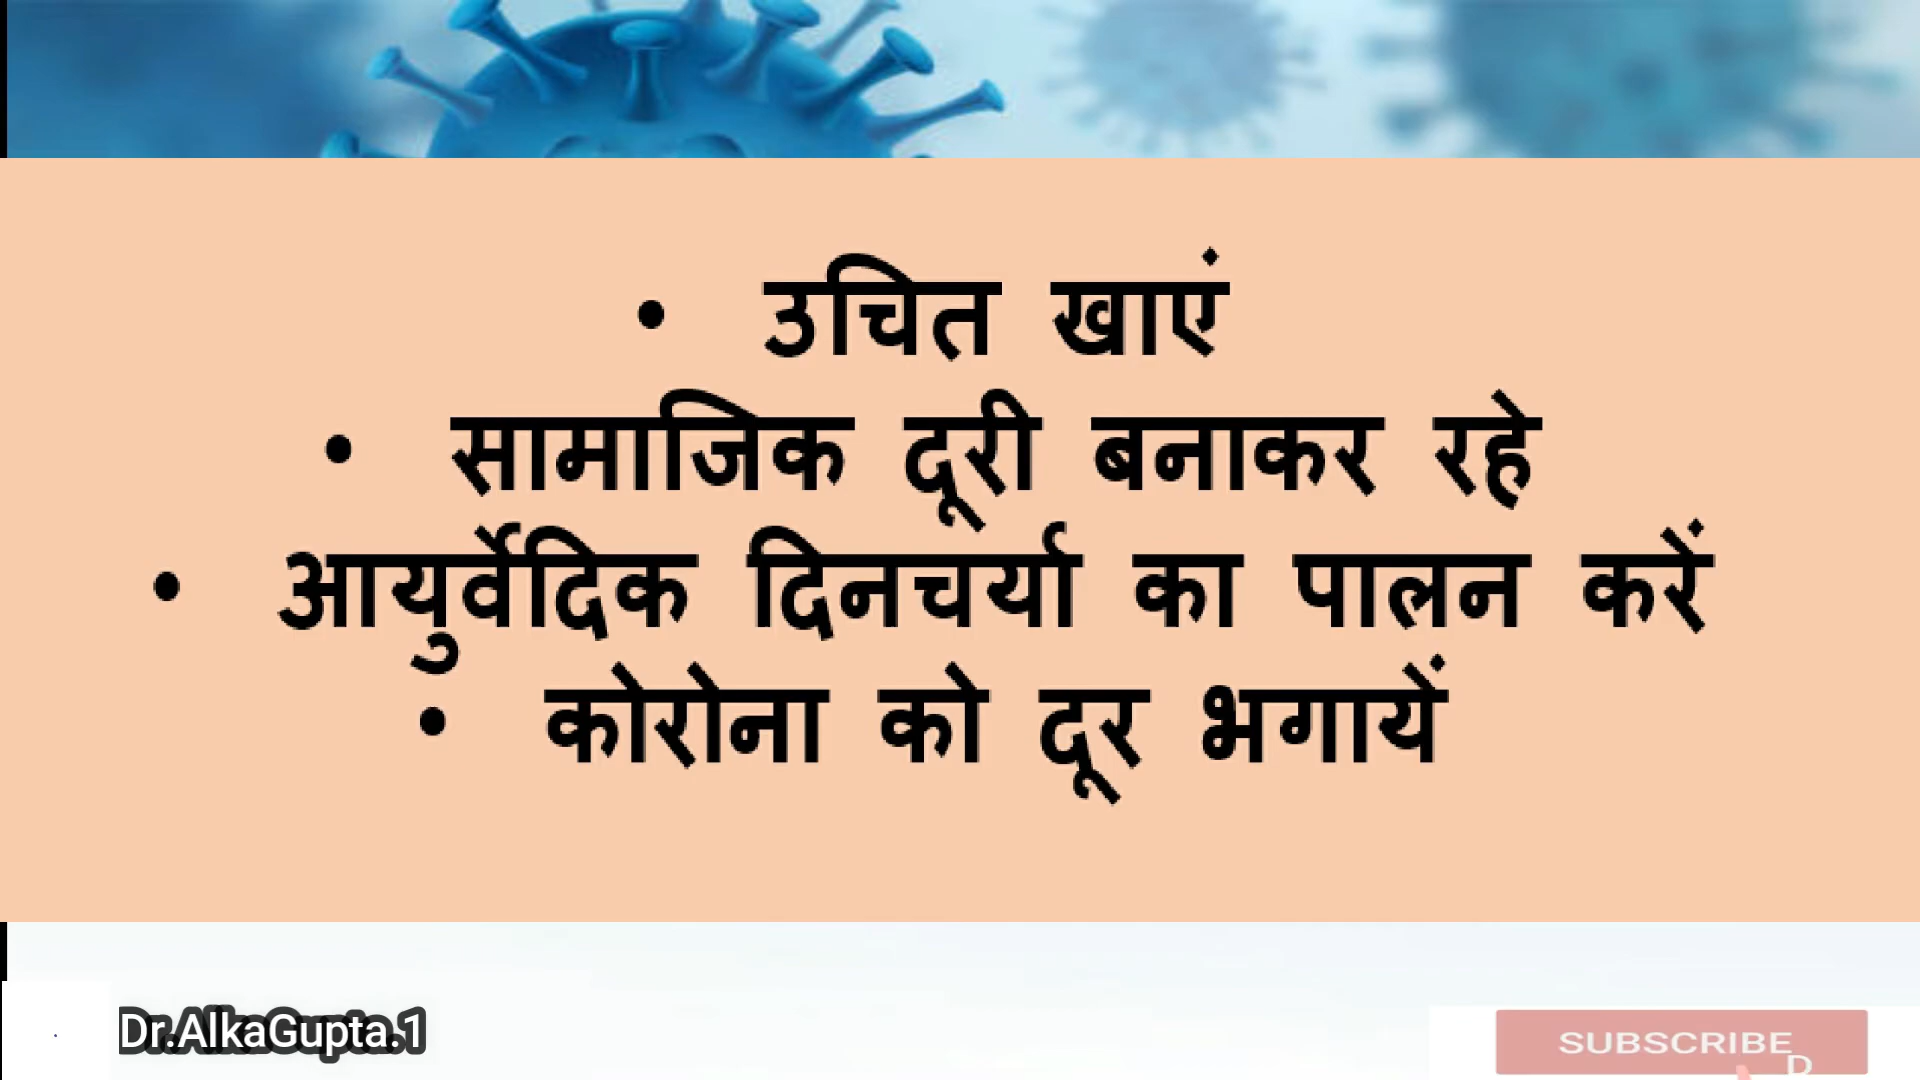 • उचित खाएं
• सामाजिक दूरी बनाकर रहे
• आयुर्वेदिक दिनचर्या का पालन करें
• कोरोना को दूर भगायें
Dr.AlkaGupta.1
SUBSCRIBE
D